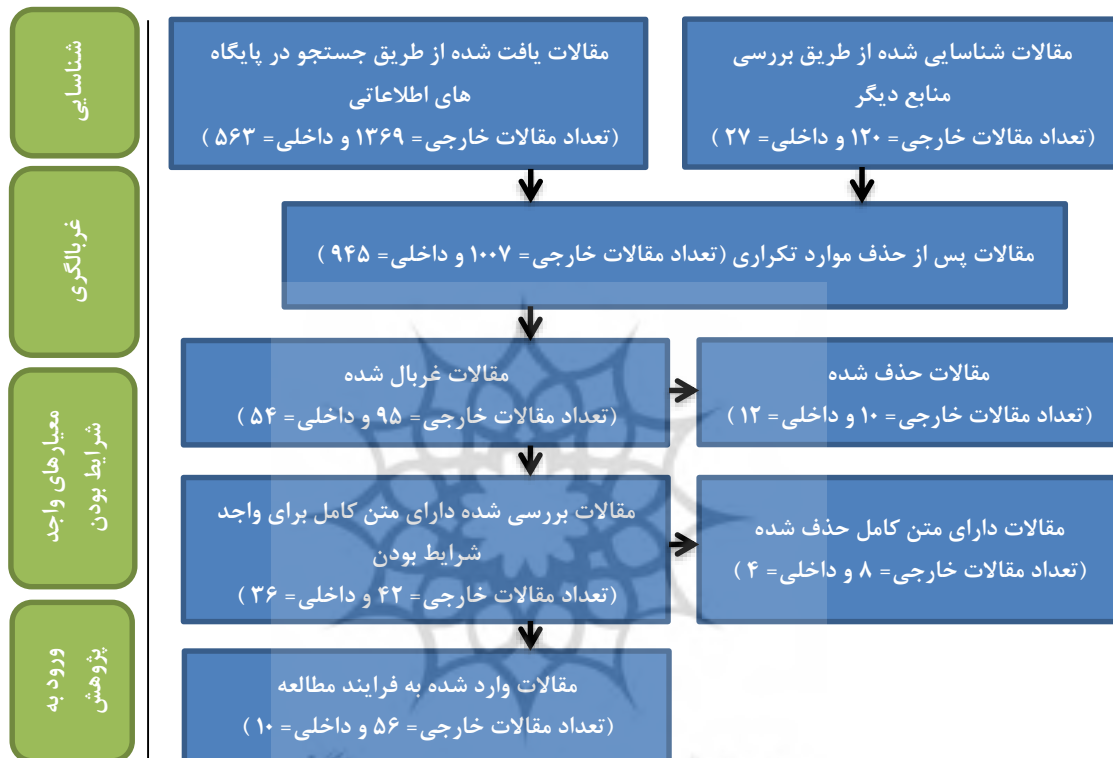 شناسایی
مقالات شناسایی شده از طریق بررسی
منابع دیگر
(تعداد مقالات خارجی= ۱۲۰ و داخلی= ۲۷ )
مقالات یافت شده از طریق جستجو در پایگاه
های اطلاعاتی
(تعداد مقالات خارجی= ۱۳۶۹ و داخلی= ۵۶۳ )
غربالگری
مقالات پس از حذف موارد تکراری (تعداد مقالات خارجی= ۱۰۰۷ و داخلی= ۹۴۵ )
مقالات غربال شده
(تعداد مقالات خارجی= ۹۵ و داخلی= ۵۴ )
مقالات حذف شده
(تعداد مقالات خارجی= ۱۰ و داخلی= ۱۲ )
معیارهای واجد
شرایط بودن
مقالات بررسی شده دارای متن کامل برای واجد
شرایط بودن
(تعداد مقالات خارجی= ۴۲ و داخلی= ۳۶ )
مقالات دارای متن کامل حذف شده
(تعداد مقالات خارجی= ۸ و داخلی= ۴ )
ورود به
پژوهش
مقالات وارد شده به فرایند مطالعه
(تعداد مقالات خارجی= ۵۶ و داخلی= ۱۰ )